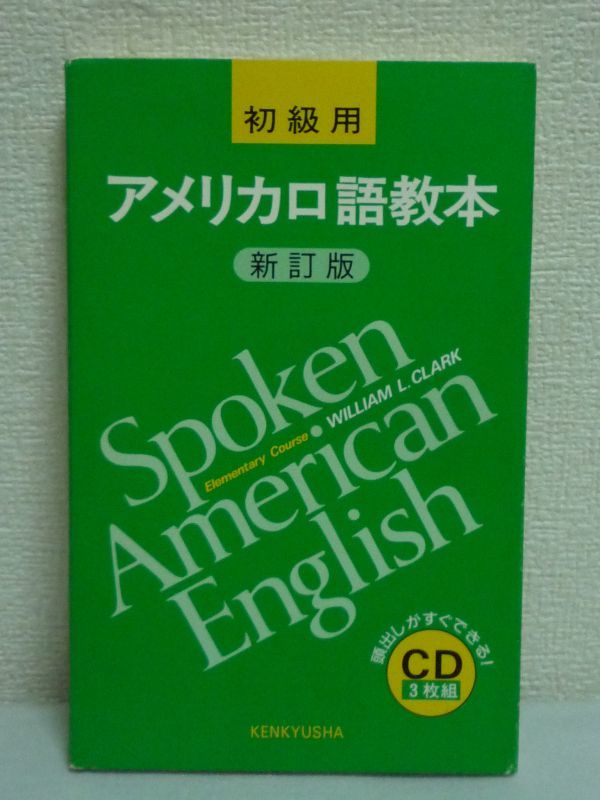 初級用
アメリカ口語教本
新訂版
Spoken
Elementary Course. WILLIAM L. CLARK
American
English
頭出しがすぐできる!
CD
3枚組
KENKYUSHA